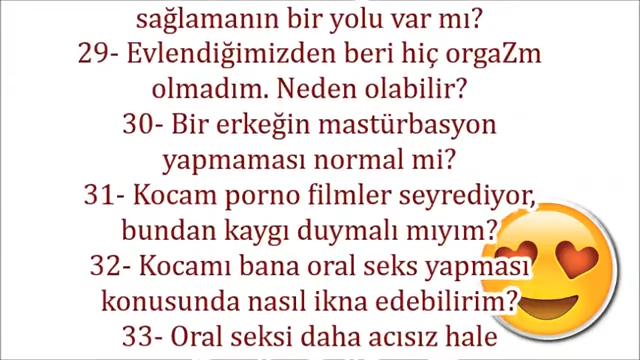 sağlamanın bir yolu var mı?
29- Evlendiğimizden beri hiç orgaZm
olmadım. Neden olabilir?
30- Bir erkeğin mastürbasyon
yapmaması normal mi?
31- Kocam porno filmler seyrediyor,
bundan kaygı duymalı mıyım?
32- Kocamı bana oral seks yapması
konusunda nasıl ikna edebilirim?
33- Oral seksi daha acısız hale